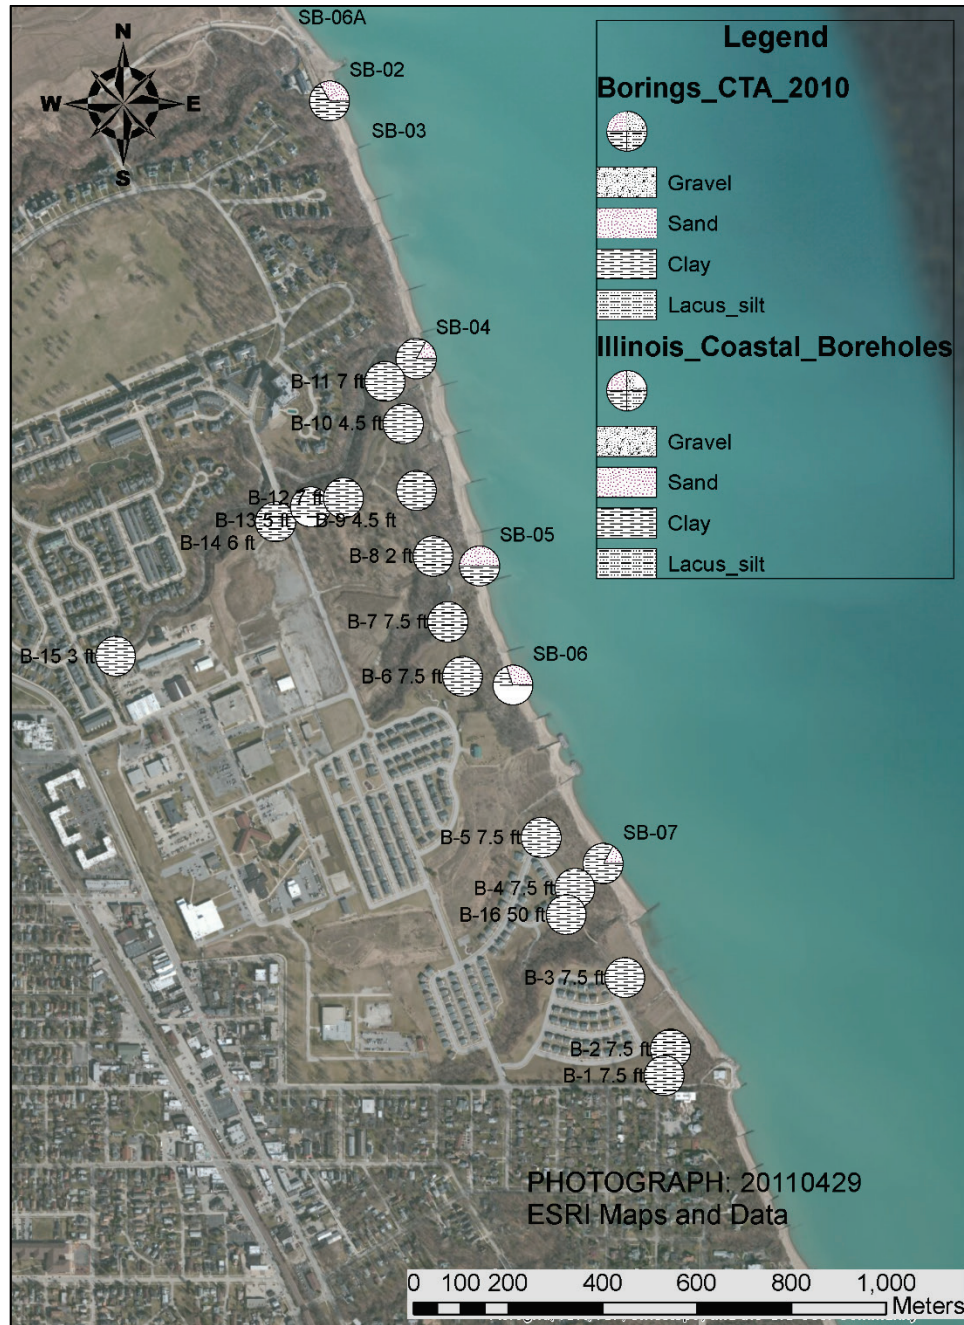 SB-06A
N
W
E
S
SB-02
SB-03
Legend
Borings_CTA_2010
Gravel
Sand
Clay
Lacus_silt
Illinois_Coastal_Boreholes
Gravel
Sand
Clay
Lacus_silt
SB-04
B-11 7 ft
B-10 4.5 ft
B-12 7 ft
B-13 5 ft
B-9 4.5 ft
B-14 6 ft
SB-05
B-8 2 ft
B-7 7.5 ft
B-15 3 ft
SB-06
B-6 7.5 ft
B-5 7.5 ft
SB-07
B-4 7.5 ft
B-16 50 ft
B-3 7.5 ft
B-2 7.5 ft
B-1 7.5 ft
PHOTOGRAPH: 20110429
ESRI Maps and Data
0 100 200 400 600 800 1,000
Meters